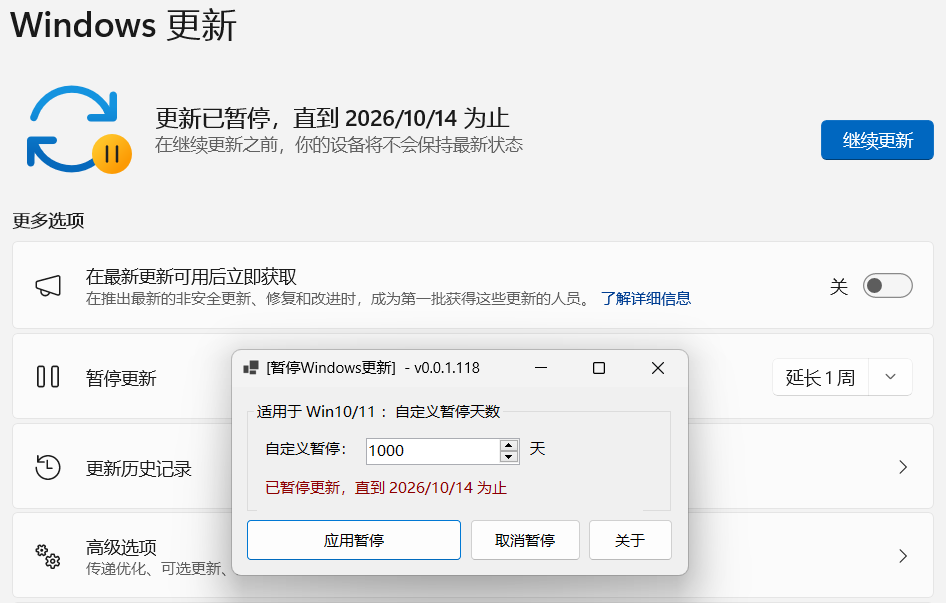 Windows 更新
更新已暂停，直到 2026/10/14 为止
在继续更新之前，你的设备将不会保持最新状态
继续更新
更多选项
在最新更新可用后立即获取
在推出最新的非安全更新、修复和改进时，成为第一批获得这些更新的人员。 了解详细信息
关
暂停更新
延长 1 周
[暂停Windows更新] - v0.0.1.118
适用于 Win10/11 ：自定义暂停天数
自定义暂停： 1000 天
已暂停更新，直到 2026/10/14 为止
应用暂停 取消暂停 关于
更新历史记录
高级选项
传递优化、可选更新、